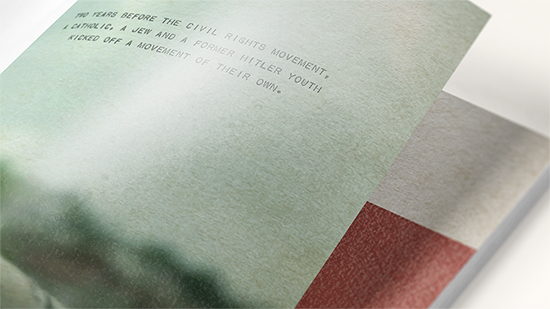 TWO YEARS BEFORE THE CIVIL RIGHTS MOVEMENT,
A CATHOLIC, A JEW AND A FORMER HITLER YOUTH
KICKED OFF A MOVEMENT OF THEIR OWN.